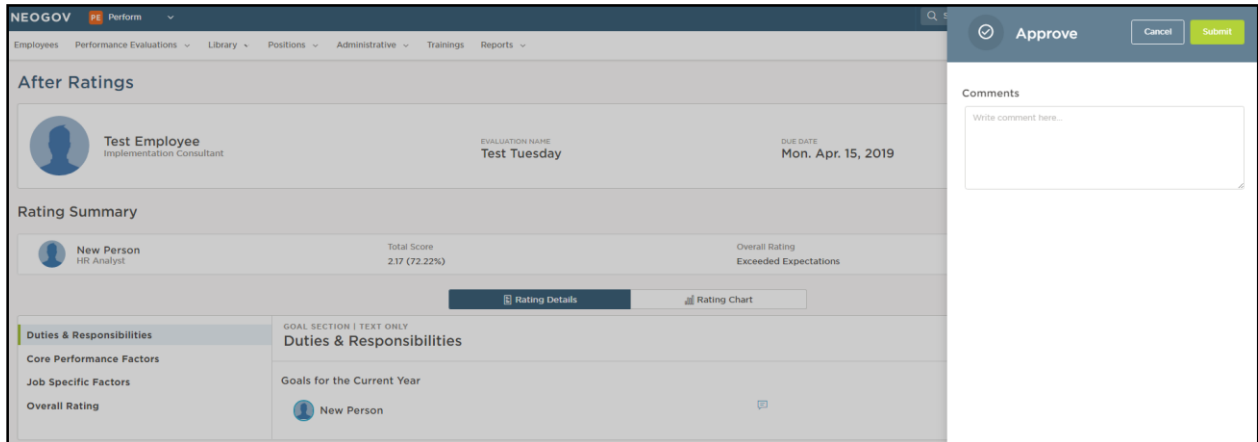 NEOGOV PE Perform
Employees Performance Evaluations Library Positions Administrative Trainings Reports
After Ratings
Test Employee
Implementation Consultant
EVALUATION NAME
Test Tuesday
DUE DATE
Mon. Apr. 15, 2019
Rating Summary
New Person
HR Analyst
Total Score
2.17 (72.22%)
Overall Rating
Exceeded Expectations
Rating Details Rating Chart
Duties & Responsibilities
Core Performance Factors
Job Specific Factors
Overall Rating
GOAL SECTION | TEXT ONLY
Duties & Responsibilities
Goals for the Current Year
New Person
Approve Cancel Submit
Comments
Write comment here...